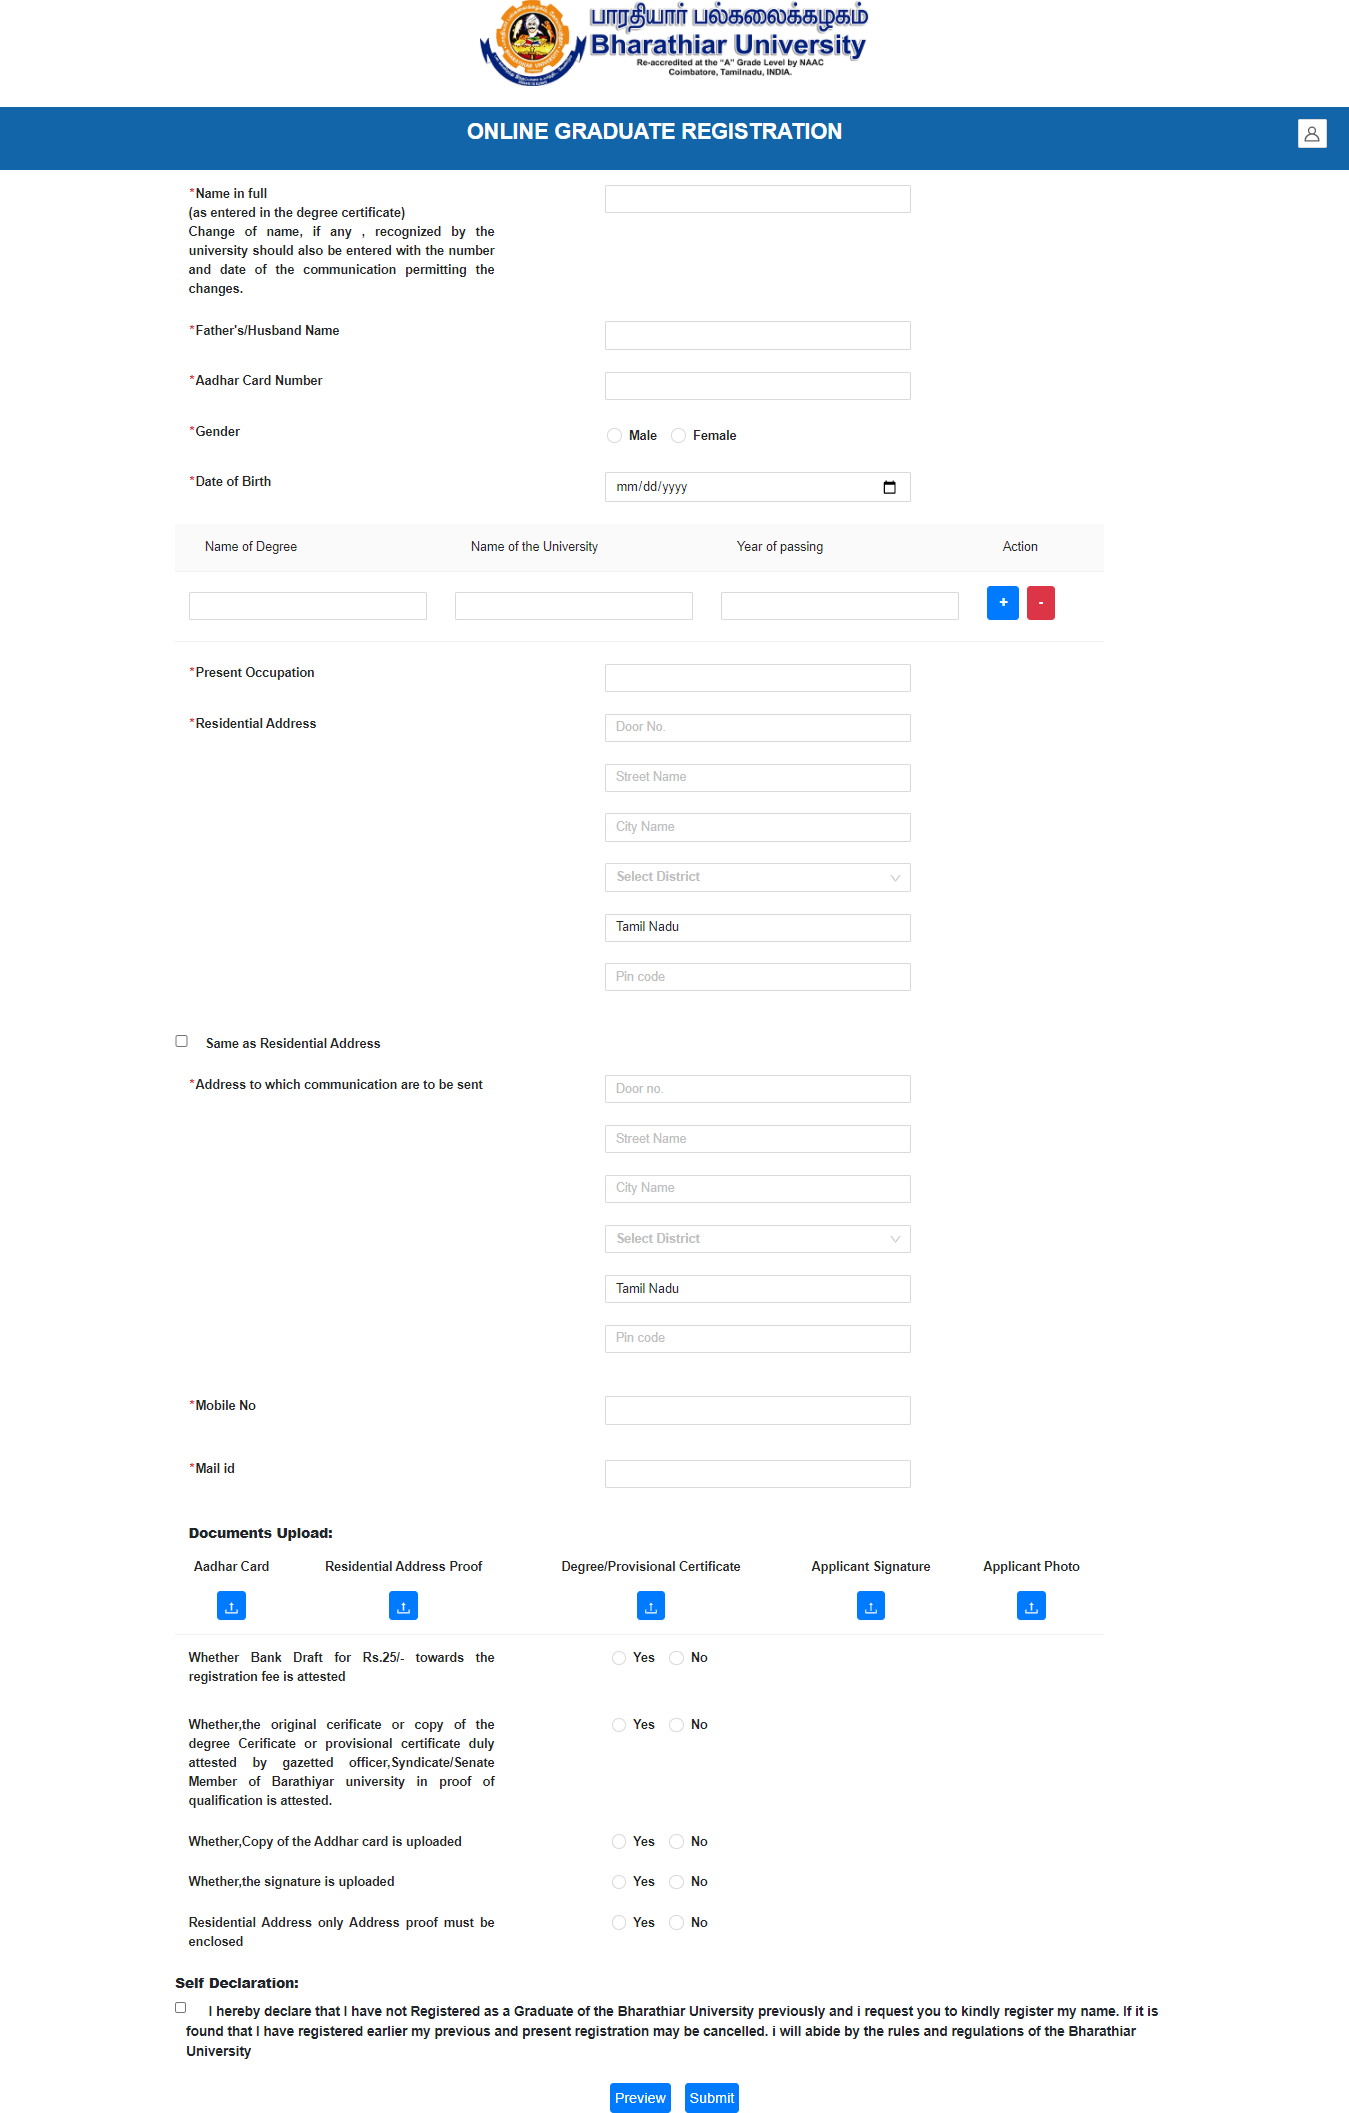 பாரதியார் பல்கலைக்கழகம்
Bharathiar University
Re-accredited at the "A" Grade Level by NAAC
Coimbatore, Tamilnadu, INDIA.
ONLINE GRADUATE REGISTRATION
*Name in full
(as entered in the degree certificate)
Change of name, if any , recognized by the
university should also be entered with the number
and date of the communication permitting the
changes.
*Father's/Husband Name
*Aadhar Card Number
*Gender
Male Female
*Date of Birth
mm/dd/yyyy
Name of Degree Name of the University Year of passing Action
+ -
*Present Occupation
*Residential Address
Door No.
Street Name
City Name
Select District
Tamil Nadu
Pin code
Same as Residential Address
*Address to which communication are to be sent
Door no.
Street Name
City Name
Select District
Tamil Nadu
Pin code
*Mobile No
*Mail id
Documents Upload:
Aadhar Card Residential Address Proof Degree/Provisional Certificate Applicant Signature Applicant Photo
Whether Bank Draft for Rs.25/- towards the
registration fee is attested
Yes No
Whether,the original cerificate or copy of the
degree Cerificate or provisional certificate duly
attested by gazetted officer,Syndicate/Senate
Member of Barathiyar university in proof of
qualification is attested.
Yes No
Whether,Copy of the Addhar card is uploaded
Yes No
Whether,the signature is uploaded
Yes No
Residential Address only Address proof must be
enclosed
Yes No
Self Declaration:
I hereby declare that I have not Registered as a Graduate of the Bharathiar University previously and i request you to kindly register my name. If it is
found that I have registered earlier my previous and present registration may be cancelled. i will abide by the rules and regulations of the Bharathiar
University
Preview Submit